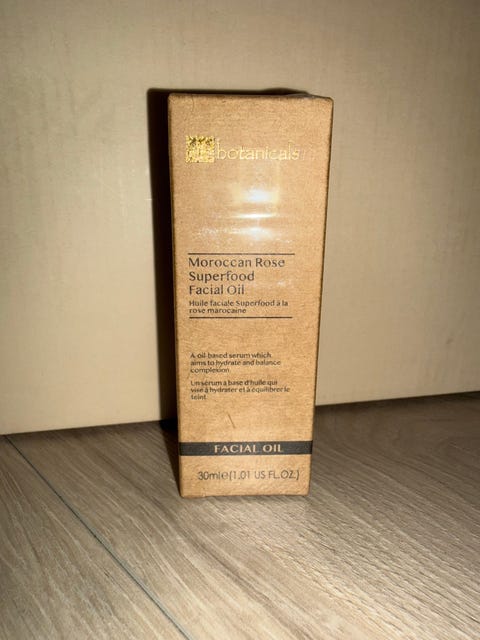 dr botanicals
Moroccan Rose
Superfood
Facial Oil
Huile faciale Superfood à la
rose marocaine
A oil-based serum which
aims to hydrate and balance
complexion
Un sérum à base d'huile qui
vise à hydrater et à équilibrer le
teint
FACIAL OIL
30ml e (1.01 US FL.OZ.)